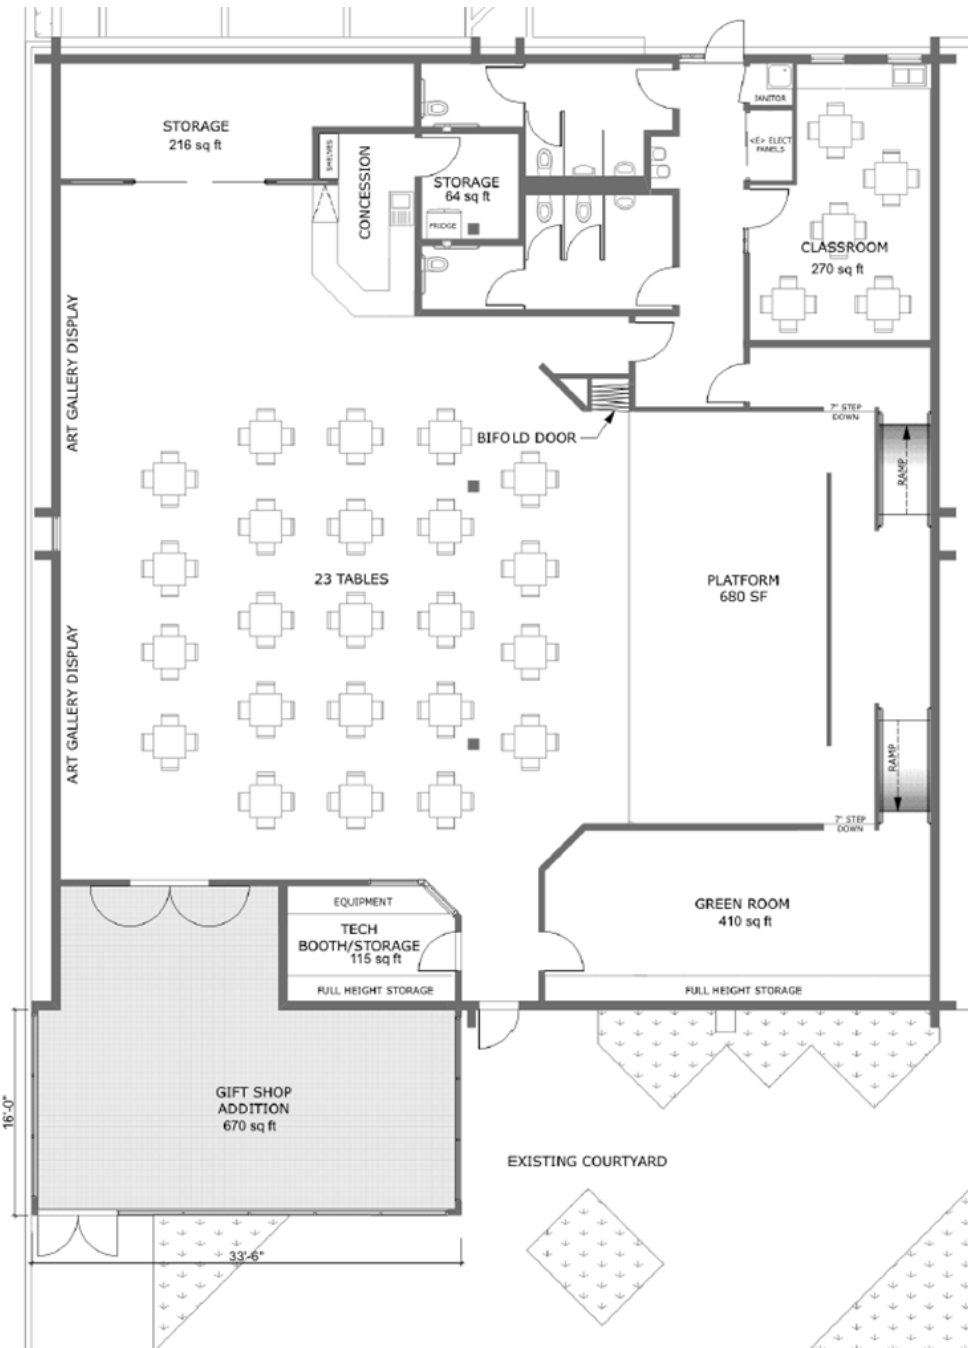 STORAGE
216 sq ft
SHELVES
CONCESSION
STORAGE
64 sq ft
FRIDGE
JANITOR
<E> ELECT
PANELS
CLASSROOM
270 sq ft
ART GALLERY DISPLAY
BIFOLD DOOR
7" STEP
DOWN
RAMP
23 TABLES
PLATFORM
680 SF
ART GALLERY DISPLAY
RAMP
7" STEP
DOWN
EQUIPMENT
TECH
BOOTH/STORAGE
115 sq ft
FULL HEIGHT STORAGE
GREEN ROOM
410 sq ft
FULL HEIGHT STORAGE
GIFT SHOP
ADDITION
670 sq ft
16'-0"
EXISTING COURTYARD
33'-6"